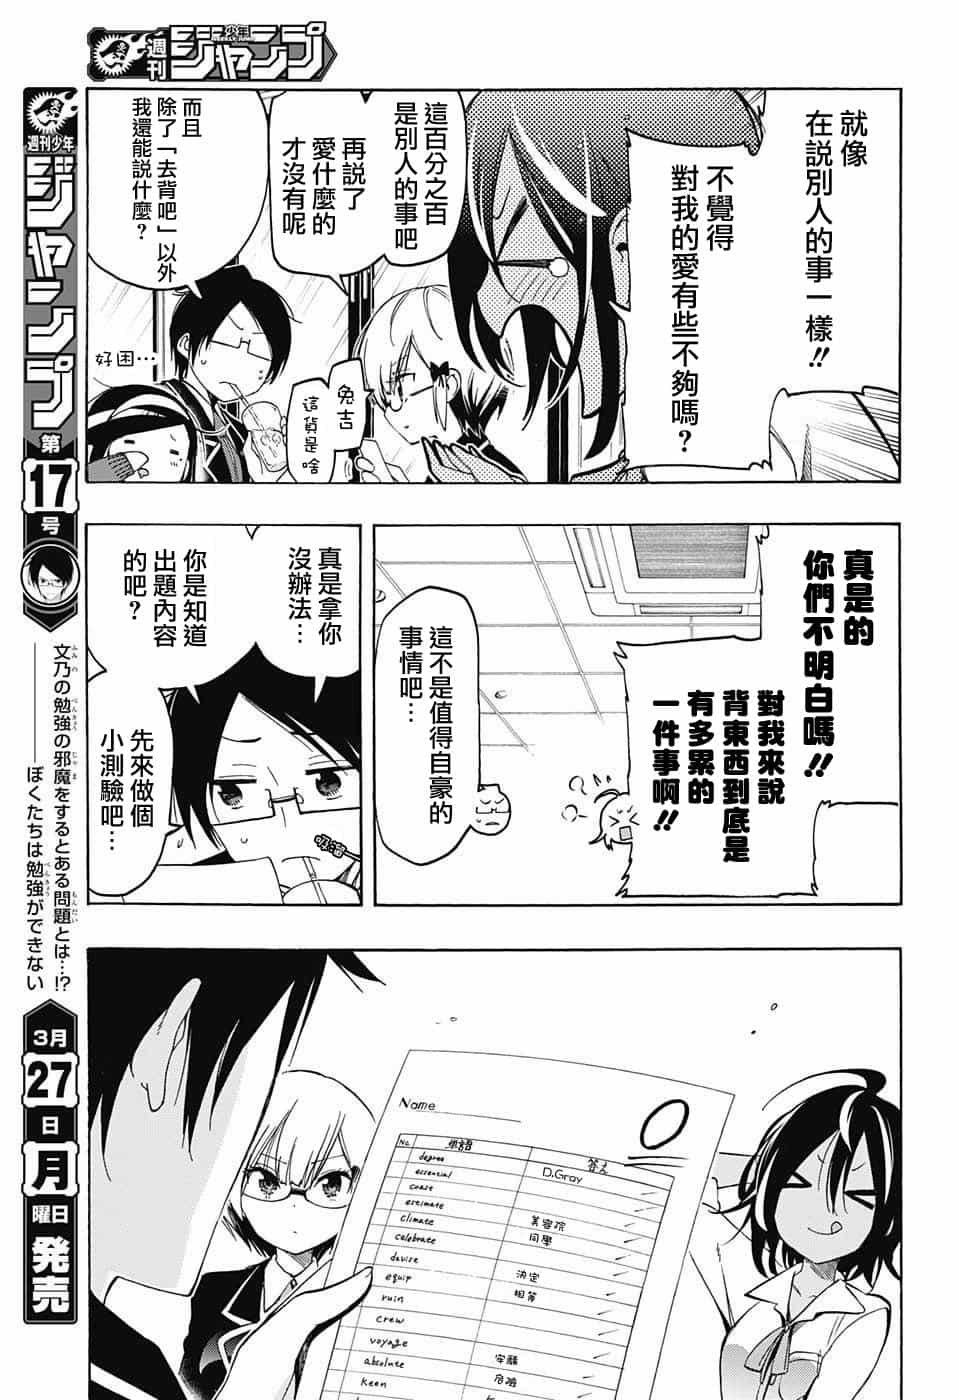 週刊
少年
ジャンプ
週刊少年
ジャンプ
第
17
号
文乃の勉強の邪魔をするとある問題とは…!?
――ぼくたちは勉強ができない
3月
27
日
月
曜日
発売
就像
在説別人的事一樣!!
不覺得
對我的愛有些不夠嗎?
這百分之百
是別人的事吧
再説了
愛什麼的
才沒有呢
而且
除了「去背吧」以外
我還能説什麼?
好困…
兔吉
這貨是啥
真是的
你們不明白嗎!!
對我來說
背東西到底是
有多累的
一件事啊!!
這不是值得自豪的
事情吧…
真是拿你
沒辦法…
你是知道
出題內容
的吧?
先來做個
小測驗吧…
Name
No.
單語
答え
degree
D.Gray
essential
coast
estimate
climate
美容院
celebrate
同學
devise
equip
決定
ruin
相等
crew
voyage
absolute
安靜
keen
危險